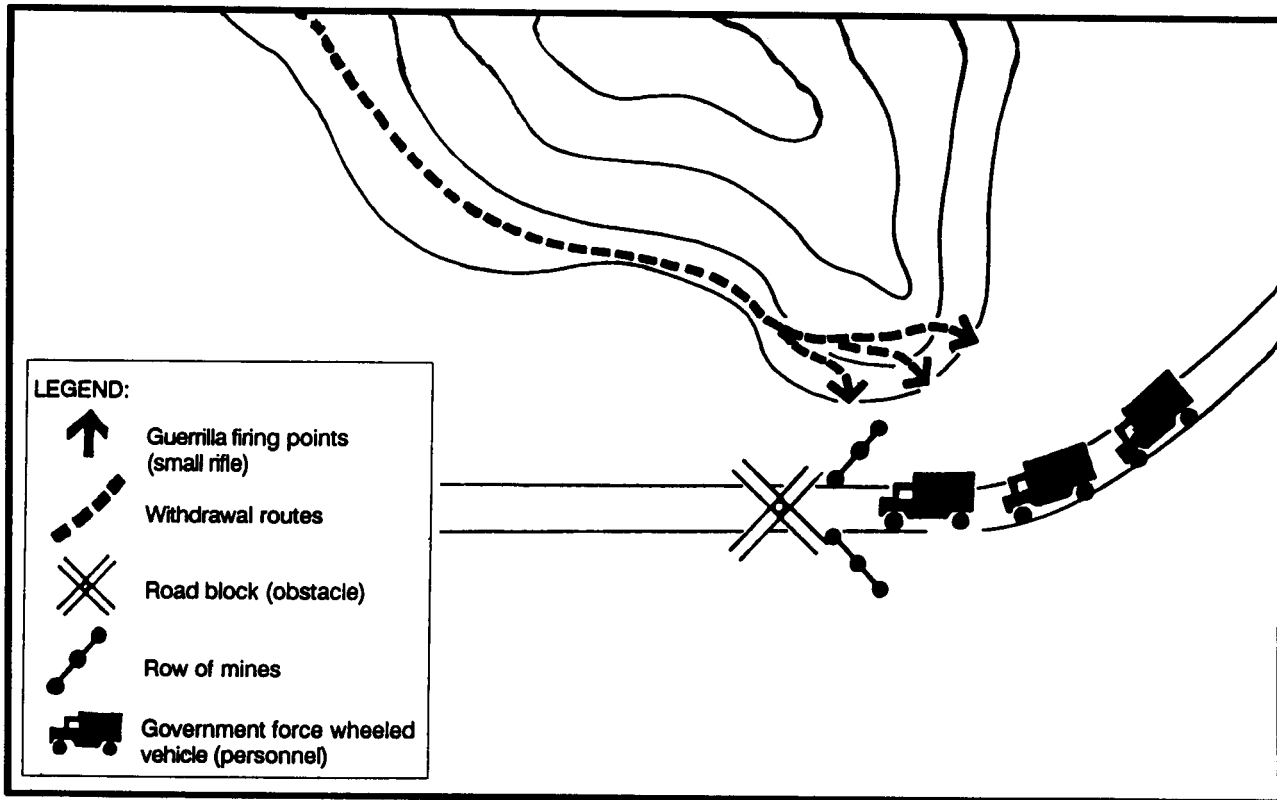 LEGEND:
Guerrilla firing points
(small rifle)
Withdrawal routes
Road block (obstacle)
Row of mines
Government force wheeled
vehicle (personnel)